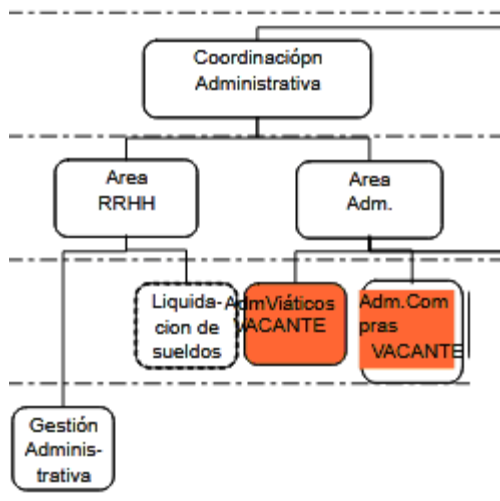 Coordinaciópn
Administrativa
Area
RRHH
Area
Adm.
Liquida-
cion de
sueldos
AdmViáticos
VACANTE
Adm.Com
pras
VACANTE
Gestión
Adminis-
trativa